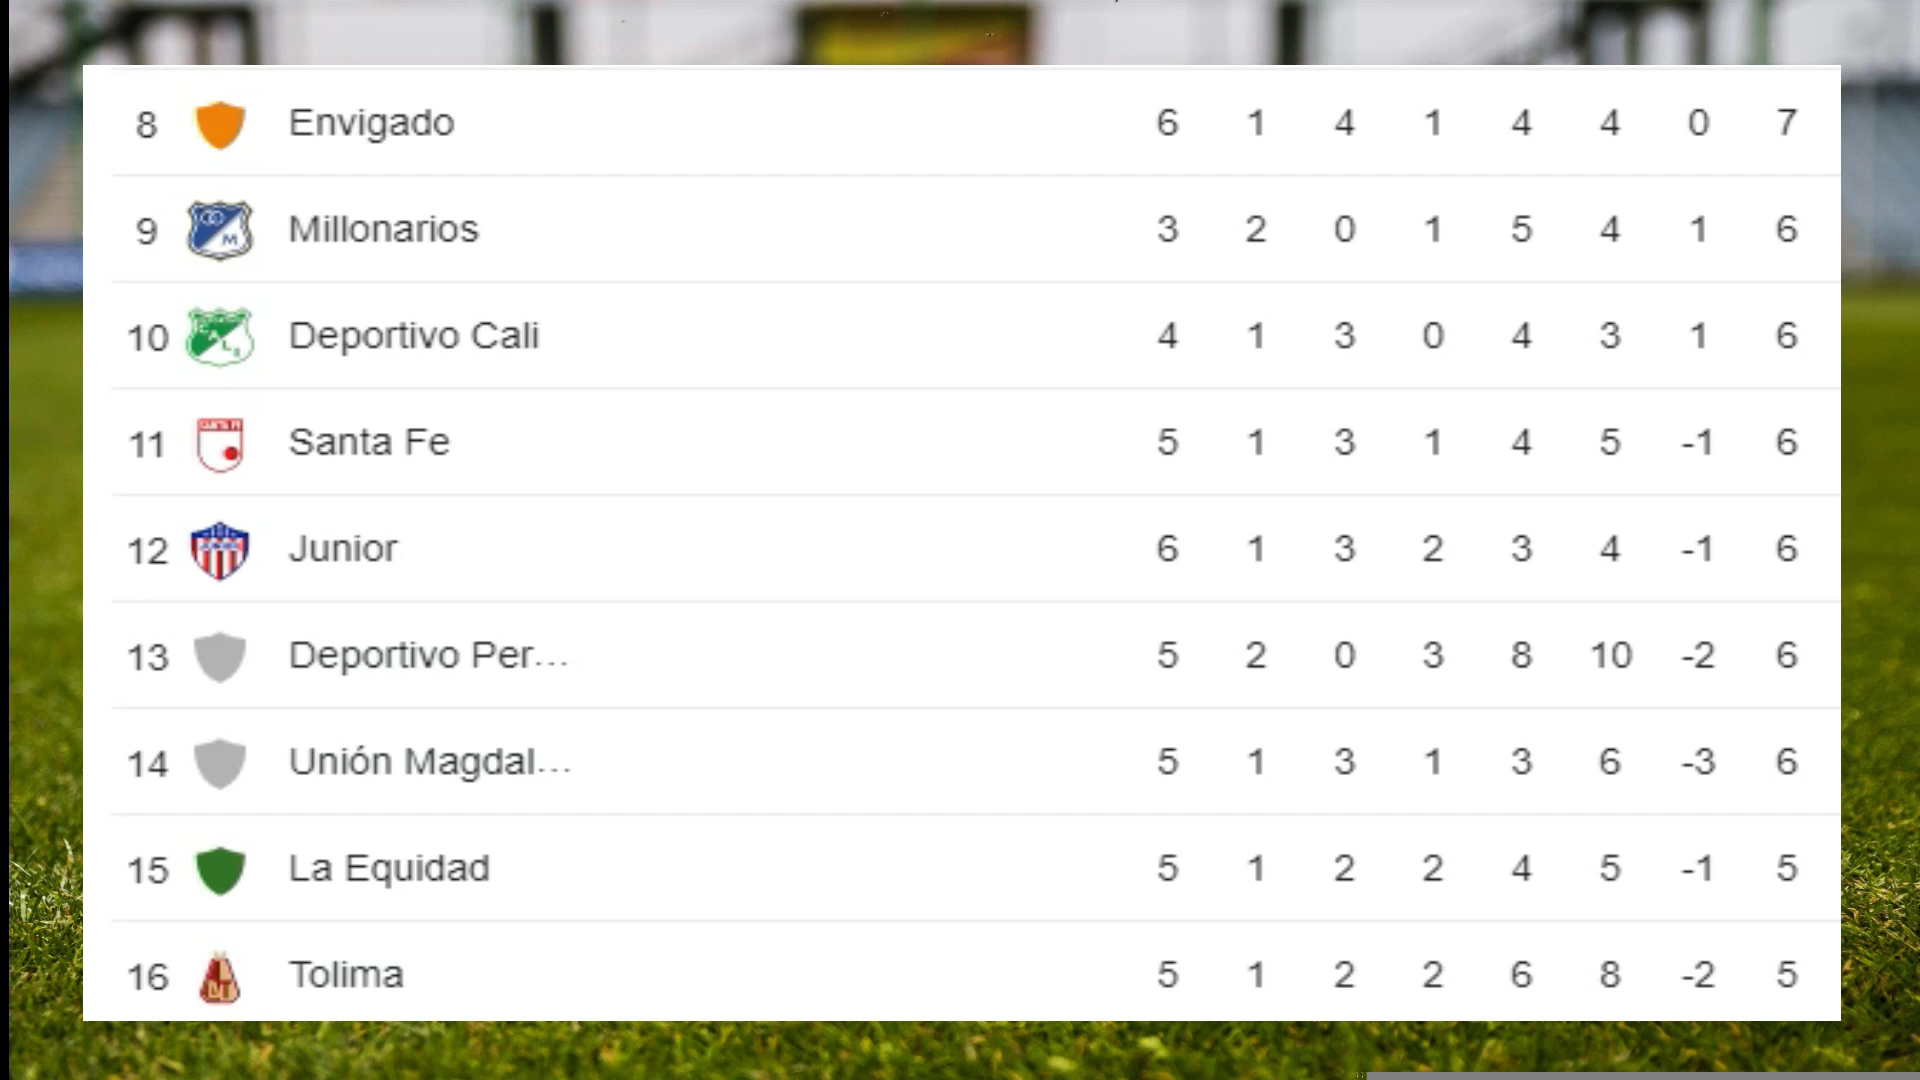 8 Envigado 6 1 4 1 4 4 0 7
9 Millonarios 3 2 0 1 5 4 1 6
10 Deportivo Cali 4 1 3 0 4 3 1 6
11 Santa Fe 5 1 3 1 4 5 -1 6
12 Junior 6 1 3 2 3 4 -1 6
13 Deportivo Per... 5 2 0 3 8 10 -2 6
14 Unión Magdal... 5 1 3 1 3 6 -3 6
15 La Equidad 5 1 2 2 4 5 -1 5
16 Tolima 5 1 2 2 6 8 -2 5